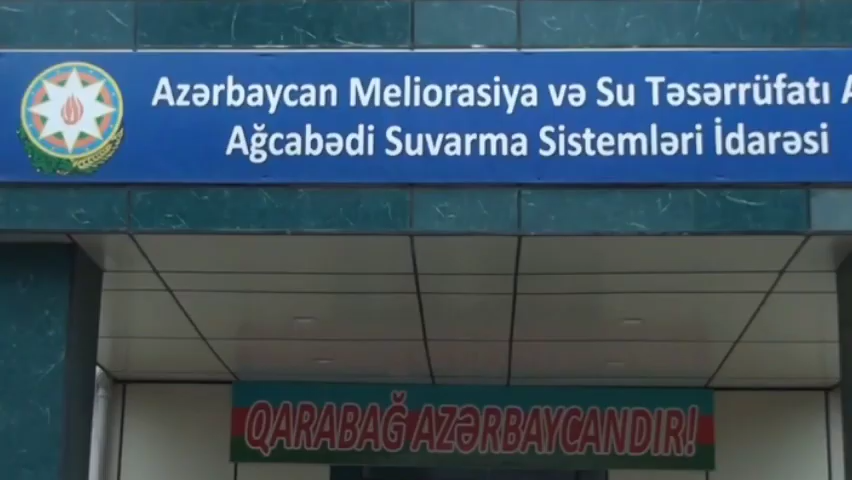 Azərbaycan Meliorasiya və Su Təsərrüfatı
Ağcabədi Suvarma Sistemləri İdarəsi
QARABAĞ AZƏRBAYCANDIR!